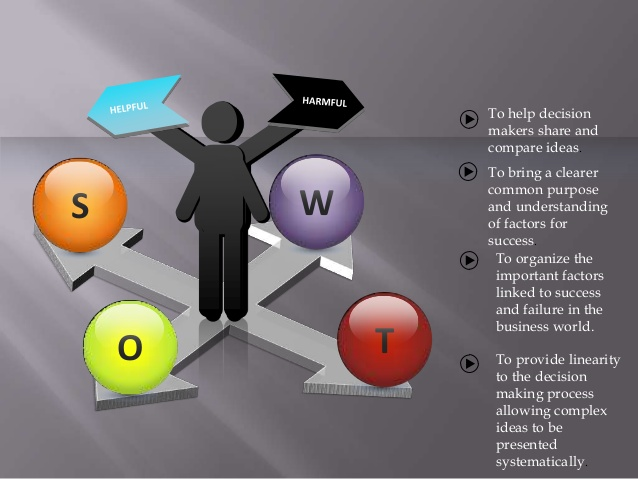 HELPFUL
HARMFUL
S
W
O
T
To help decision
makers share and
compare ideas.
To bring a clearer
common purpose
and understanding
of factors for
success.
To organize the
important factors
linked to success
and failure in the
business world.
To provide linearity
to the decision
making process
allowing complex
ideas to be
presented
systematically.